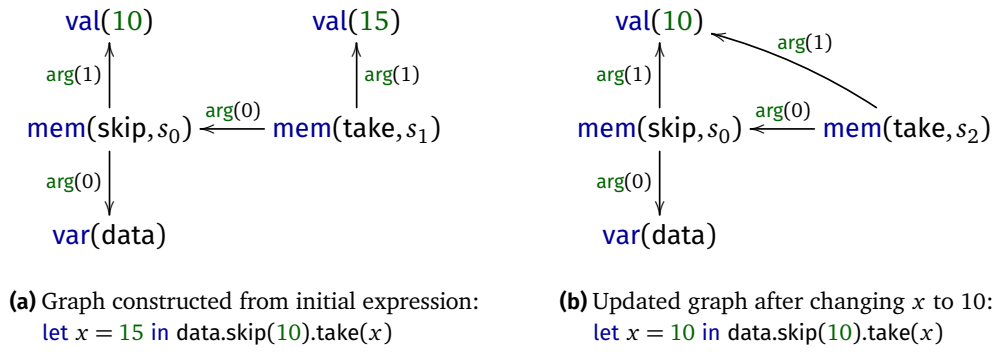 val(10)
val(15)
arg(1)
arg(1)
mem(skip, s₀)
arg(0)
mem(take, s₁)
arg(0)
var(data)
(a) Graph constructed from initial expression:
let x = 15 in data.skip(10).take(x)
val(10)
arg(1)
arg(1)
mem(skip, s₀)
arg(0)
mem(take, s₂)
arg(0)
var(data)
(b) Updated graph after changing x to 10:
let x = 10 in data.skip(10).take(x)